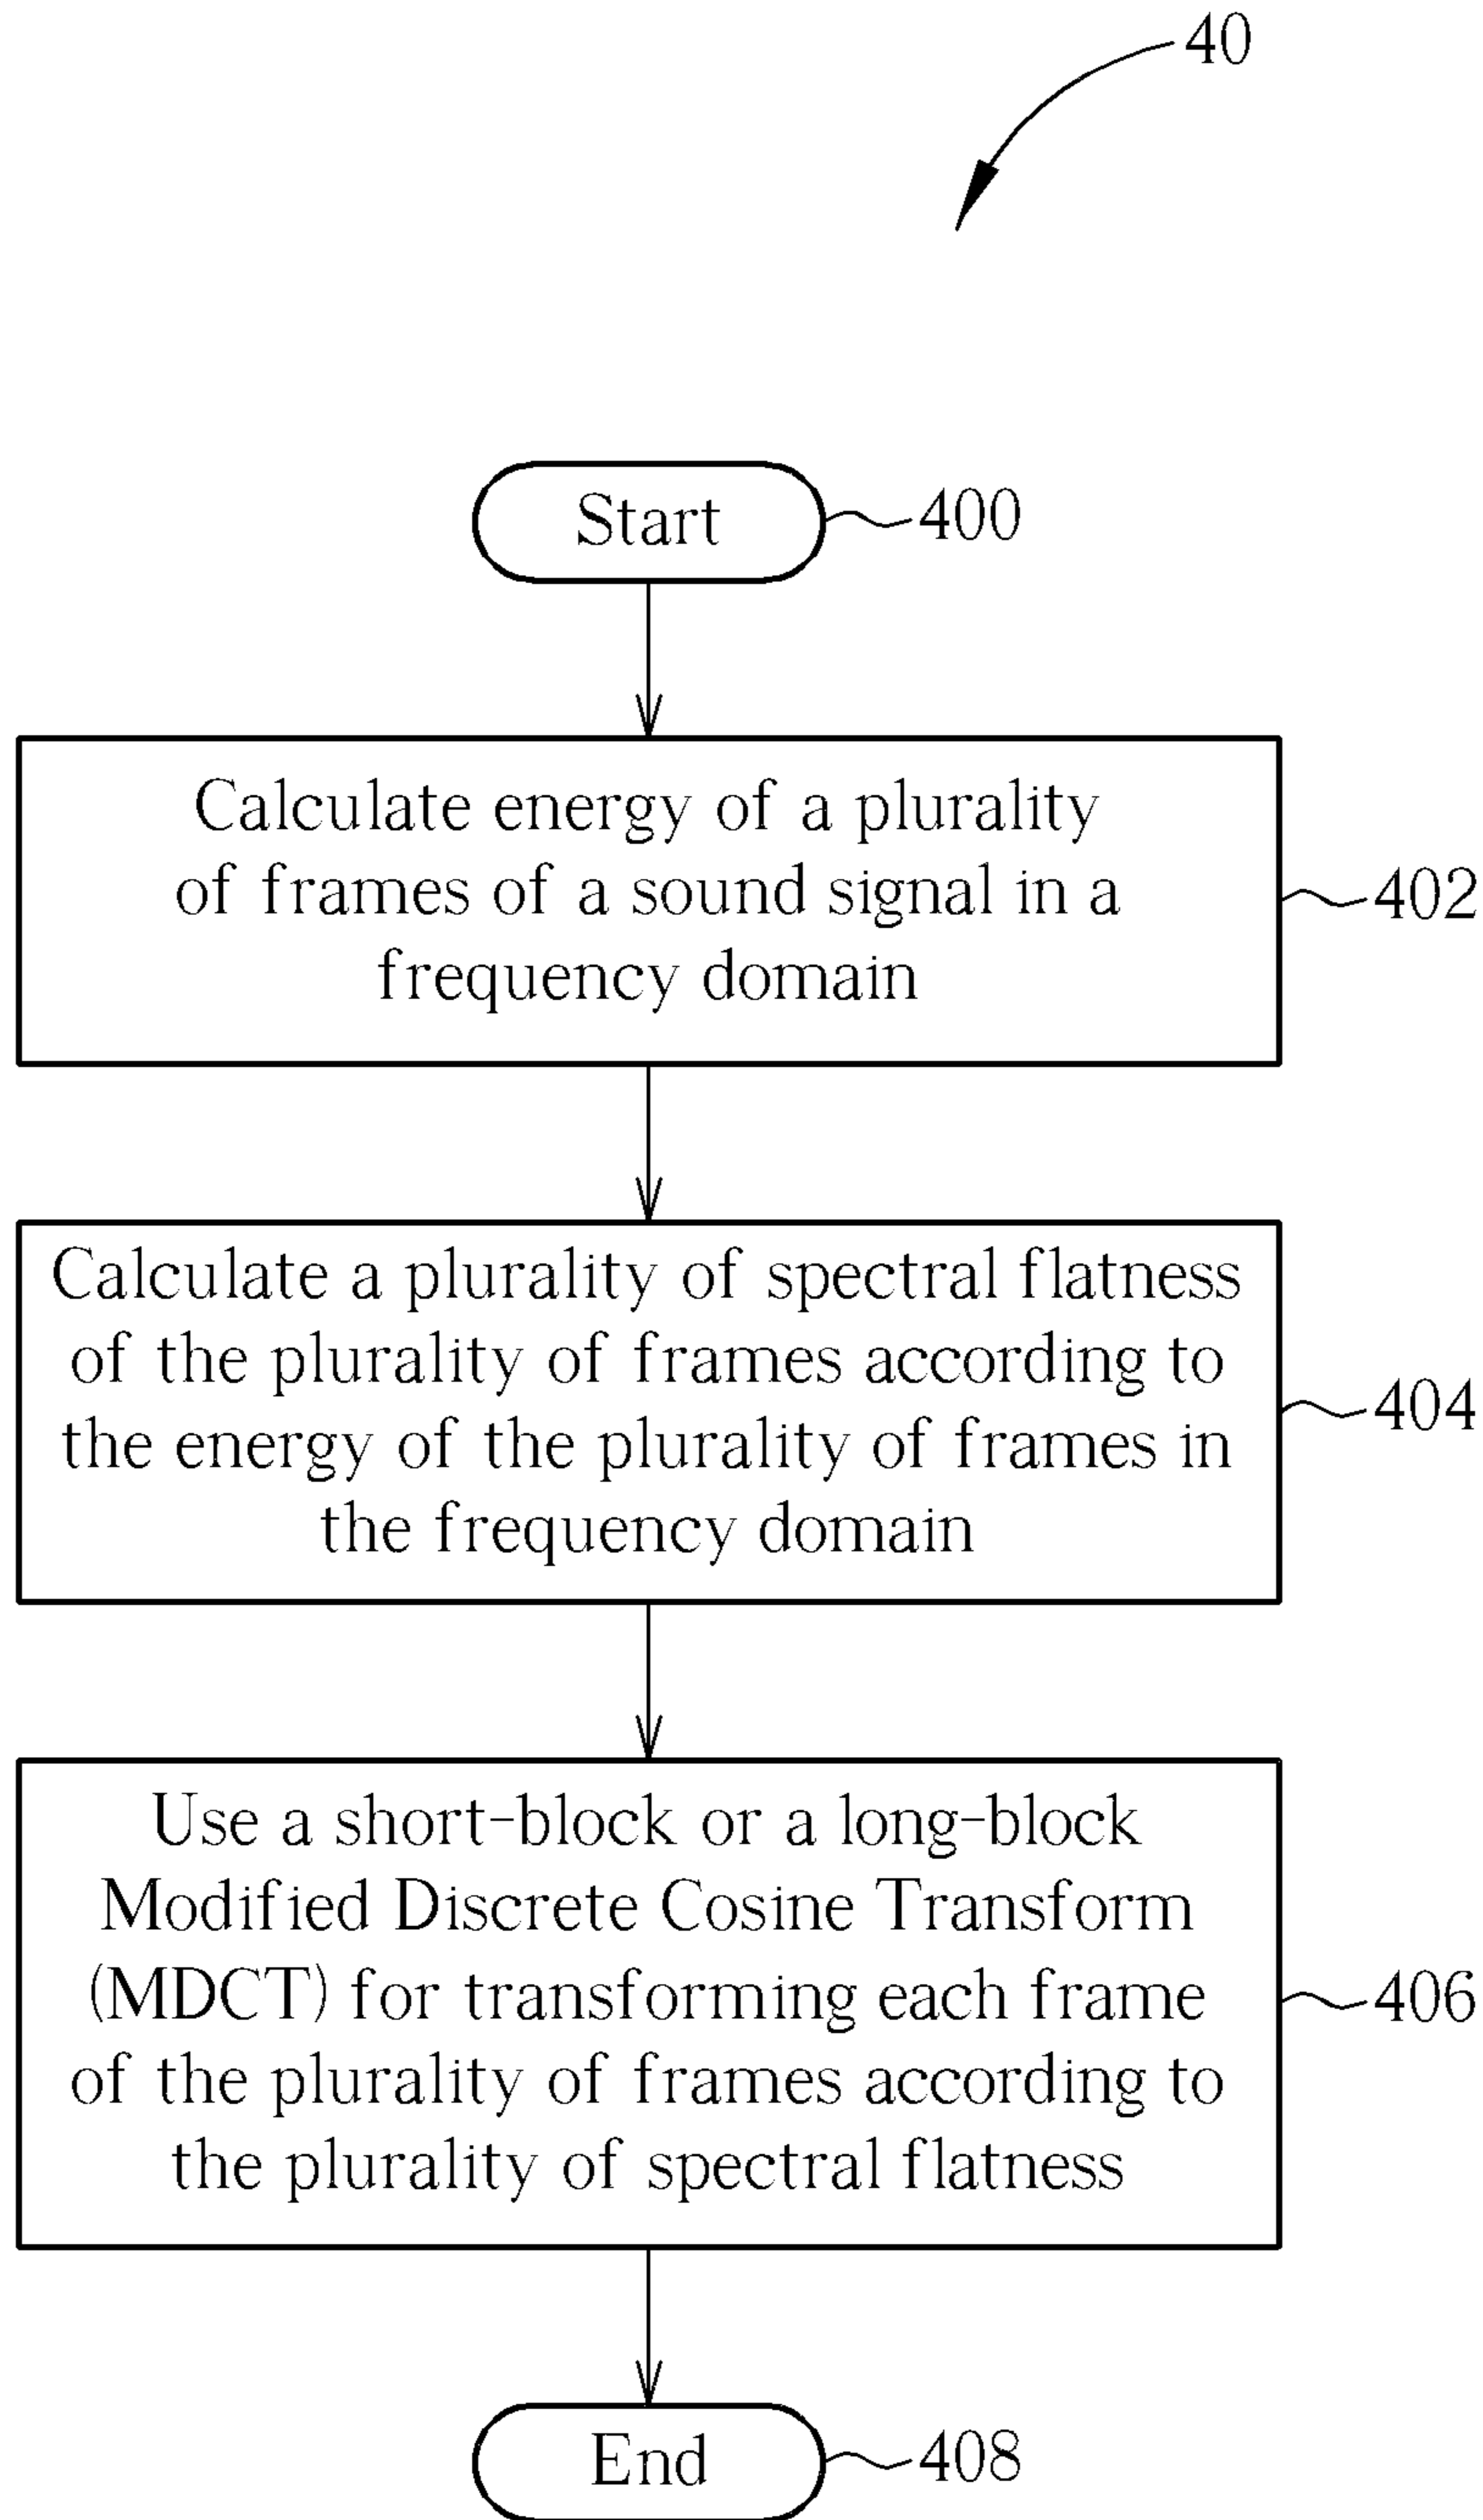 40
Start
400
Calculate energy of a plurality
of frames of a sound signal in a
frequency domain
402
Calculate a plurality of spectral flatness
of the plurality of frames according to
the energy of the plurality of frames in
the frequency domain
404
Use a short-block or a long-block
Modified Discrete Cosine Transform
(MDCT) for transforming each frame
of the plurality of frames according to
the plurality of spectral flatness
406
End
408